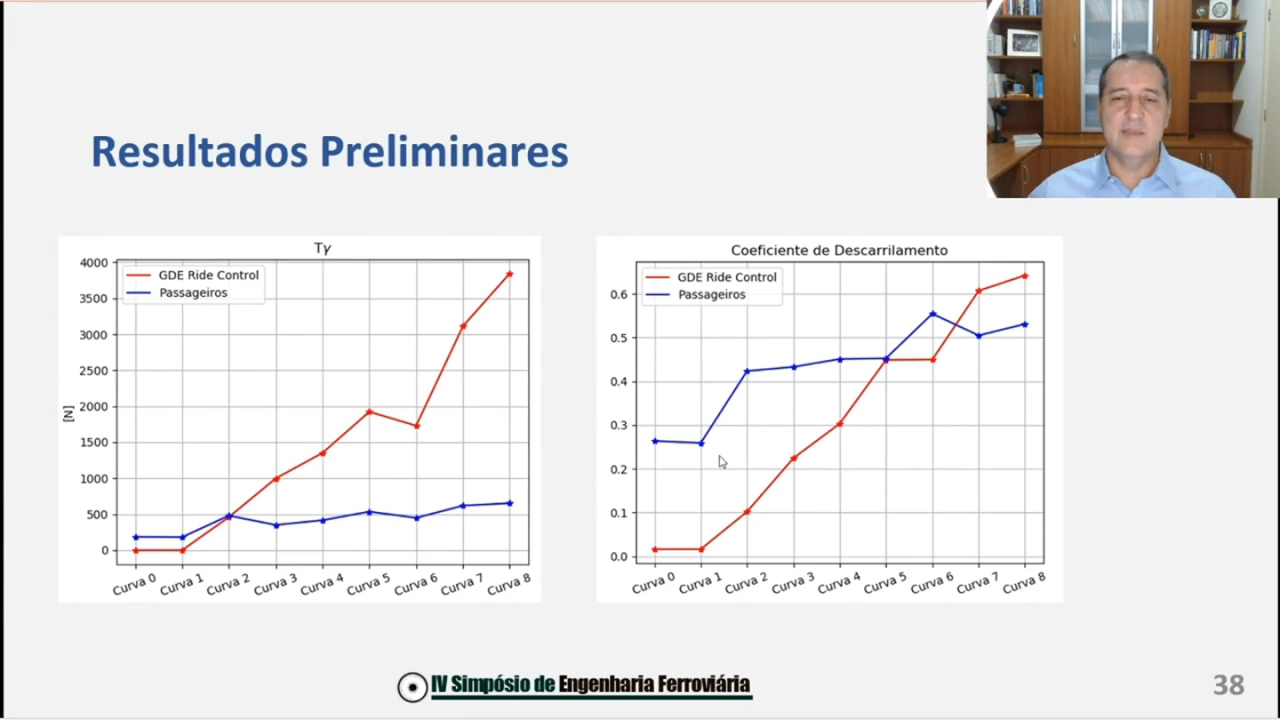 Resultados Preliminares
Tγ
GDE Ride Control
Passageiros
4000
3500
3000
2500
2000
1500
1000
500
0
[N]
Curva 0
Curva 1
Curva 2
Curva 3
Curva 4
Curva 5
Curva 6
Curva 7
Curva 8
Coeficiente de Descarrilamento
GDE Ride Control
Passageiros
0.6
0.5
0.4
0.3
0.2
0.1
0.0
Curva 0
Curva 1
Curva 2
Curva 3
Curva 4
Curva 5
Curva 6
Curva 7
Curva 8
IV Simpósio de Engenharia Ferroviária
38